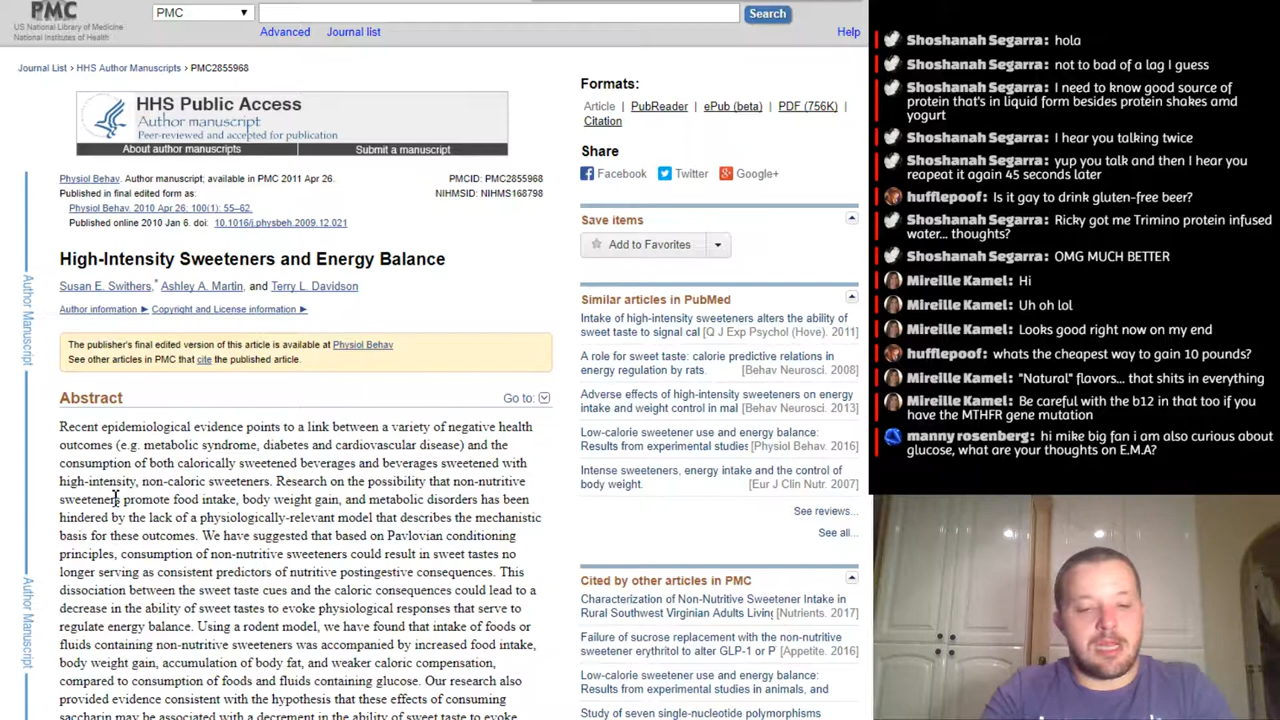 PMC
US National Library of Medicine
National Institutes of Health
PMC
Search
Advanced
Journal list
Help
Journal List > HHS Author Manuscripts > PMC2855968
HHS Public Access
Author manuscript
Peer-reviewed and accepted for publication
About author manuscripts
Submit a manuscript
Physiol Behav. Author manuscript; available in PMC 2011 Apr 26.
PMCID: PMC2855968
Published in final edited form as:
NIHMSID: NIHMS168798
Physiol Behav. 2010 Apr 26; 100(1): 55–62.
Published online 2010 Jan 6. doi: 10.1016/j.physbeh.2009.12.021
High-Intensity Sweeteners and Energy Balance
Susan E. Swithers,* Ashley A. Martin, and Terry L. Davidson
Author information ► Copyright and License information ►
The publisher's final edited version of this article is available at Physiol Behav
See other articles in PMC that cite the published article.
Abstract
Go to:
Recent epidemiological evidence points to a link between a variety of negative health
outcomes (e.g. metabolic syndrome, diabetes and cardiovascular disease) and the
consumption of both calorically sweetened beverages and beverages sweetened with
high-intensity, non-caloric sweeteners. Research on the possibility that non-nutritive
sweeteners promote food intake, body weight gain, and metabolic disorders has been
hindered by the lack of a physiologically-relevant model that describes the mechanistic
basis for these outcomes. We have suggested that based on Pavlovian conditioning
principles, consumption of non-nutritive sweeteners could result in sweet tastes no
longer serving as consistent predictors of nutritive postingestive consequences. This
dissociation between the sweet taste cues and the caloric consequences could lead to a
decrease in the ability of sweet tastes to evoke physiological responses that serve to
regulate energy balance. Using a rodent model, we have found that intake of foods or
fluids containing non-nutritive sweeteners was accompanied by increased food intake,
body weight gain, accumulation of body fat, and weaker caloric compensation,
compared to consumption of foods and fluids containing glucose. Our research also
provided evidence consistent with the hypothesis that these effects of consuming
saccharin may be associated with a decrement in the ability of sweet taste to evoke
Author Manuscript
Author Manuscript
Formats:
Article | PubReader | ePub (beta) | PDF (756K) |
Citation
Share
Facebook
Twitter
Google+
Save items
Add to Favorites
Similar articles in PubMed
Intake of high-intensity sweeteners alters the ability of
sweet taste to signal cal [Q J Exp Psychol (Hove). 2011]
A role for sweet taste: calorie predictive relations in
energy regulation by rats. [Behav Neurosci. 2008]
Adverse effects of high-intensity sweeteners on energy
intake and weight control in mal [Behav Neurosci. 2013]
Low-calorie sweetener use and energy balance:
Results from experimental studies [Physiol Behav. 2016]
Intense sweeteners, energy intake and the control of
body weight. [Eur J Clin Nutr. 2007]
See reviews...
See all...
Cited by other articles in PMC
Characterization of Non-Nutritive Sweetener Intake in
Rural Southwest Virginian Adults Livin [Nutrients. 2017]
Failure of sucrose replacement with the non-nutritive
sweetener erythritol to alter GLP-1 or P [Appetite. 2016]
Low-calorie sweetener use and energy balance:
Results from experimental studies in animals, and
Study of seven single-nucleotide polymorphisms
Shoshanah Segarra: hola
Shoshanah Segarra: not to bad of a lag I guess
Shoshanah Segarra: I need to know good source of
protein that's in liquid form besides protein shakes amd
yogurt
Shoshanah Segarra: I hear you talking twice
Shoshanah Segarra: yup you talk and then I hear you
reapeat it again 45 seconds later
hufflepoof: Is it gay to drink gluten-free beer?
Shoshanah Segarra: Ricky got me Trimino protein infused
water... thoughts?
Shoshanah Segarra: OMG MUCH BETTER
Mireille Kamel: Hi
Mireille Kamel: Uh oh lol
Mireille Kamel: Looks good right now on my end
hufflepoof: whats the cheapest way to gain 10 pounds?
Mireille Kamel: "Natural" flavors... that shits in everything
Mireille Kamel: Be careful with the b12 in that too if you
have the MTHFR gene mutation
manny rosenberg: hi mike big fan i am also curious about
glucose, what are your thoughts on E.M.A?